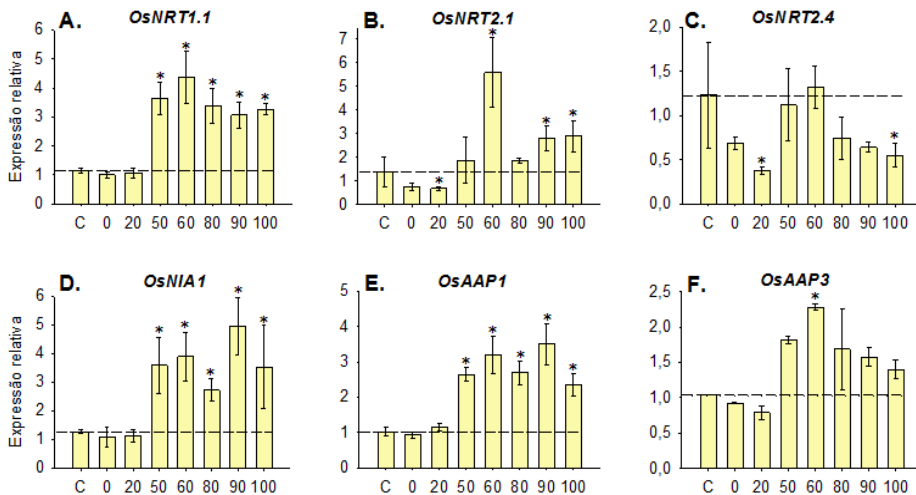 A. OsNRT1.1
B. OsNRT2.1
C. OsNRT2.4
Expressão relativa
6
5
4
3
2
1
0
* * * * *
C 0 20 50 60 80 90 100
7
6
5
4
3
2
1
0
* * * *
C 0 20 50 60 80 90 100
2,0
1,5
1,0
0,5
0,0
* *
C 0 20 50 60 80 90 100
D. OsNIA1
E. OsAAP1
F. OsAAP3
Expressão relativa
6
5
4
3
2
1
0
* * * * *
C 0 20 50 60 80 90 100
5
4
3
2
1
0
* * * * *
C 0 20 50 60 80 90 100
2,5
2,0
1,5
1,0
0,5
0,0
*
C 0 20 50 60 80 90 100